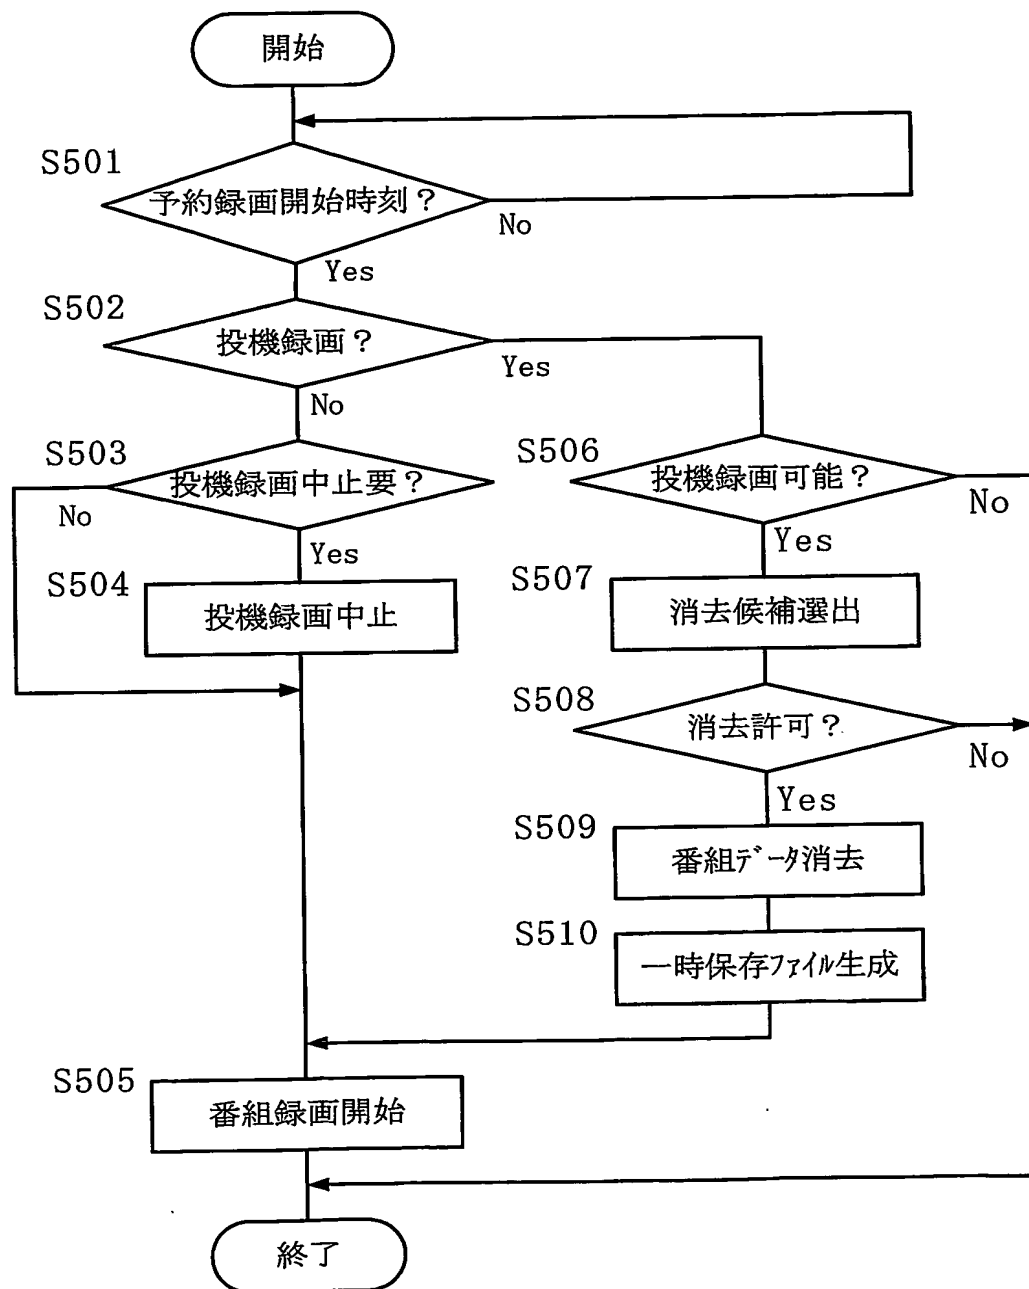 開始
S501
予約録画開始時刻？
No
Yes
S502
投機録画？
Yes
No
S503
投機録画中止要？
No
Yes
S504
投機録画中止
S506
投機録画可能？
No
Yes
S507
消去候補選出
S508
消去許可？
No
Yes
S509
番組ﾃﾞｰﾀ消去
S510
一時保存ﾌｧｲﾙ生成
S505
番組録画開始
終了